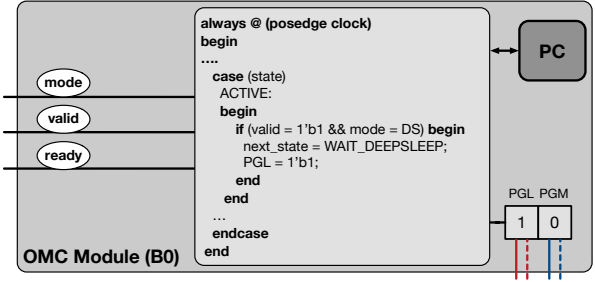 always @ (posedge clock)
begin
....
case (state)
ACTIVE:
begin
if (valid = 1'b1 && mode = DS) begin
next_state = WAIT_DEEPSLEEP;
PGL = 1'b1;
end
end
...
endcase
end
mode
valid
ready
PC
PGL PGM
1 0
OMC Module (B0)